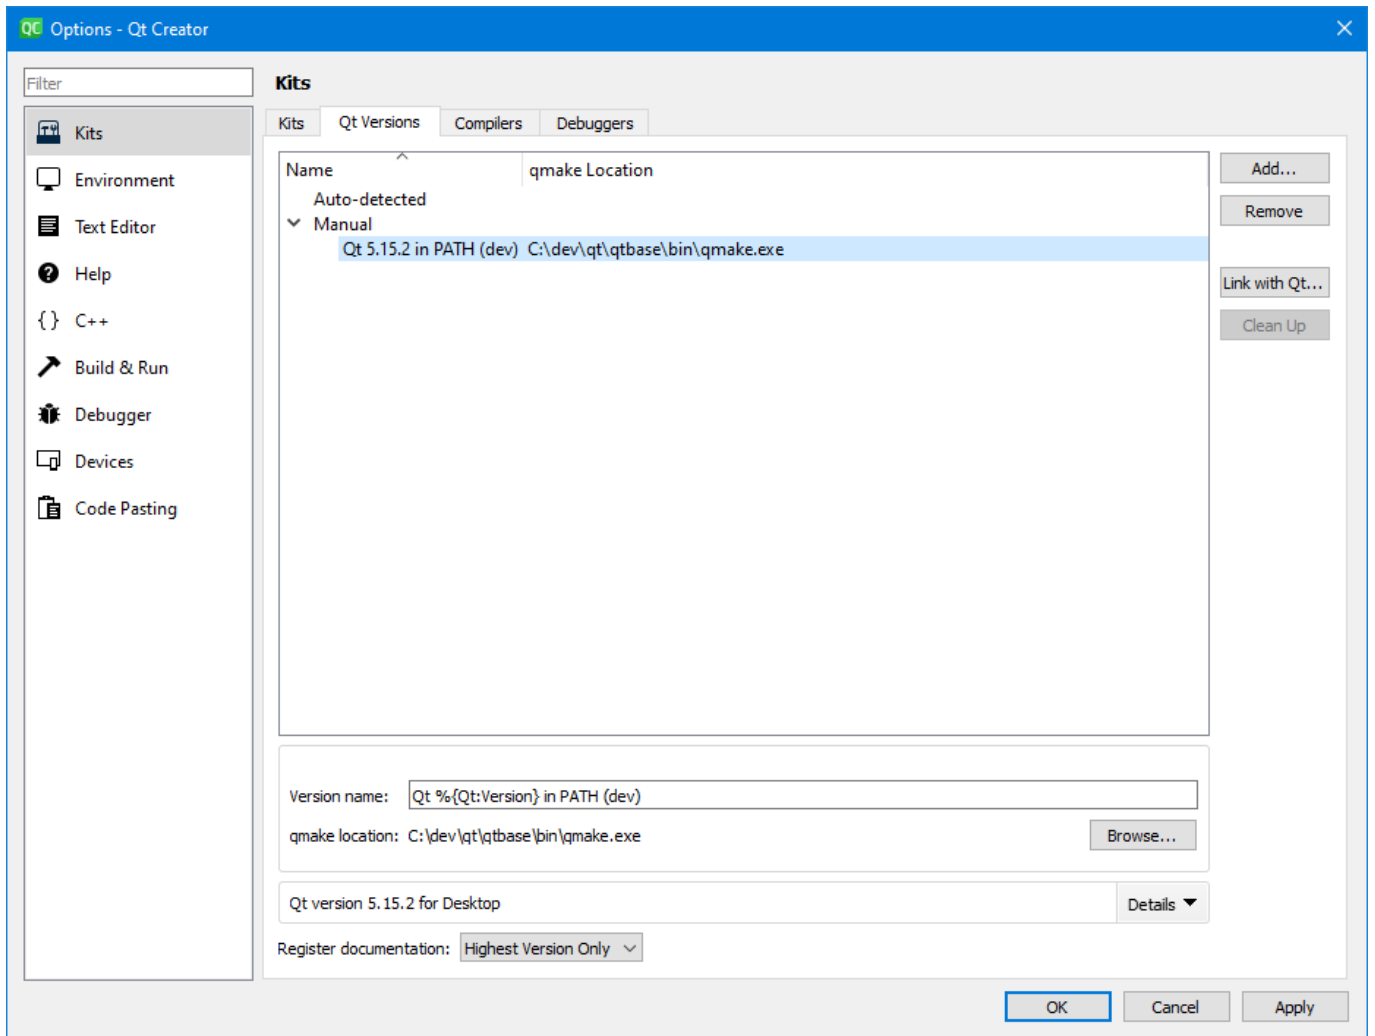 QC Options - Qt Creator
Filter
Kits
Environment
Text Editor
Help
C++
Build & Run
Debugger
Devices
Code Pasting
Kits
Kits Qt Versions Compilers Debuggers
Name qmake Location
Auto-detected
Manual
Qt 5.15.2 in PATH (dev) C:\dev\qt\qtbase\bin\qmake.exe
Add...
Remove
Link with Qt...
Clean Up
Version name: Qt %{Qt:Version} in PATH (dev)
qmake location: C:\dev\qt\qtbase\bin\qmake.exe Browse...
Qt version 5.15.2 for Desktop Details
Register documentation: Highest Version Only
OK Cancel Apply